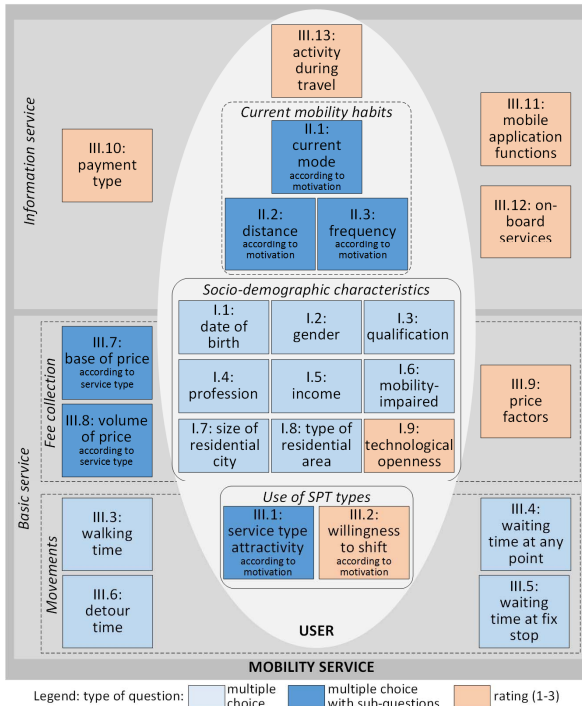 III.13:
activity
during
travel
Current mobility habits
II.1:
current
mode
according to
motivation
II.2:
distance
according to
motivation
II.3:
frequency
according to
motivation
Information service
III.10:
payment
type
III.11:
mobile
application
functions
III.12: on-
board
services
Socio-demographic characteristics
I.1:
date of
birth
I.2:
gender
I.3:
qualification
I.4:
profession
I.5:
income
I.6:
mobility-
impaired
I.7: size of
residential
city
I.8: type of
residential
area
I.9:
technological
openness
Basic service
Fee collection
III.7:
base of price
according to
service type
III.8: volume
of price
according to
service type
III.9:
price
factors
Movements
III.3:
walking
time
III.6:
detour
time
Use of SPT types
III.1:
service type
attractivity
according to
motivation
III.2:
willingness
to shift
according to
motivation
III.4:
waiting
time at any
point
III.5:
waiting
time at fix
stop
USER
MOBILITY SERVICE
Legend: type of question:
multiple
choice
multiple choice
with sub-questions
rating (1-3)